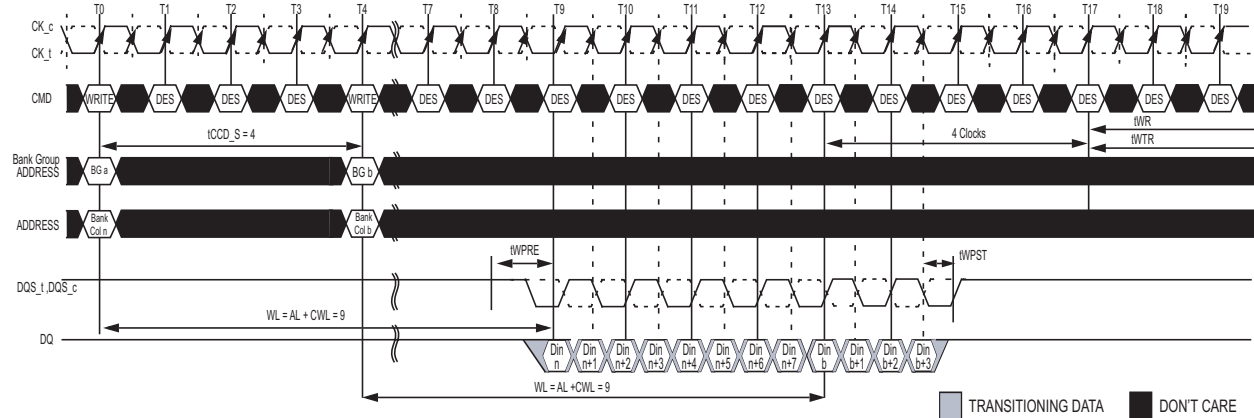 T0 T1 T2 T3 T4 T7 T8 T9 T10 T11 T12 T13 T14 T15 T16 T17 T18 T19
CK_c
CK_t
CMD WRITE DES DES DES WRITE DES DES DES DES DES DES DES DES DES DES DES DES DES
tWR
tCCD_S = 4
4 Clocks
tWTR
Bank Group
ADDRESS
BG a
BG b
ADDRESS
Bank
Col n
Bank
Col b
tWPRE
tWPST
DQS_t ,DQS_c
WL = AL + CWL = 9
DQ
Din
n
Din
n+1
Din
n+2
Din
n+3
Din
n+4
Din
n+5
Din
n+6
Din
n+7
Din
b
Din
b+1
Din
b+2
Din
b+3
WL = AL +CWL = 9
TRANSITIONING DATA
DON'T CARE